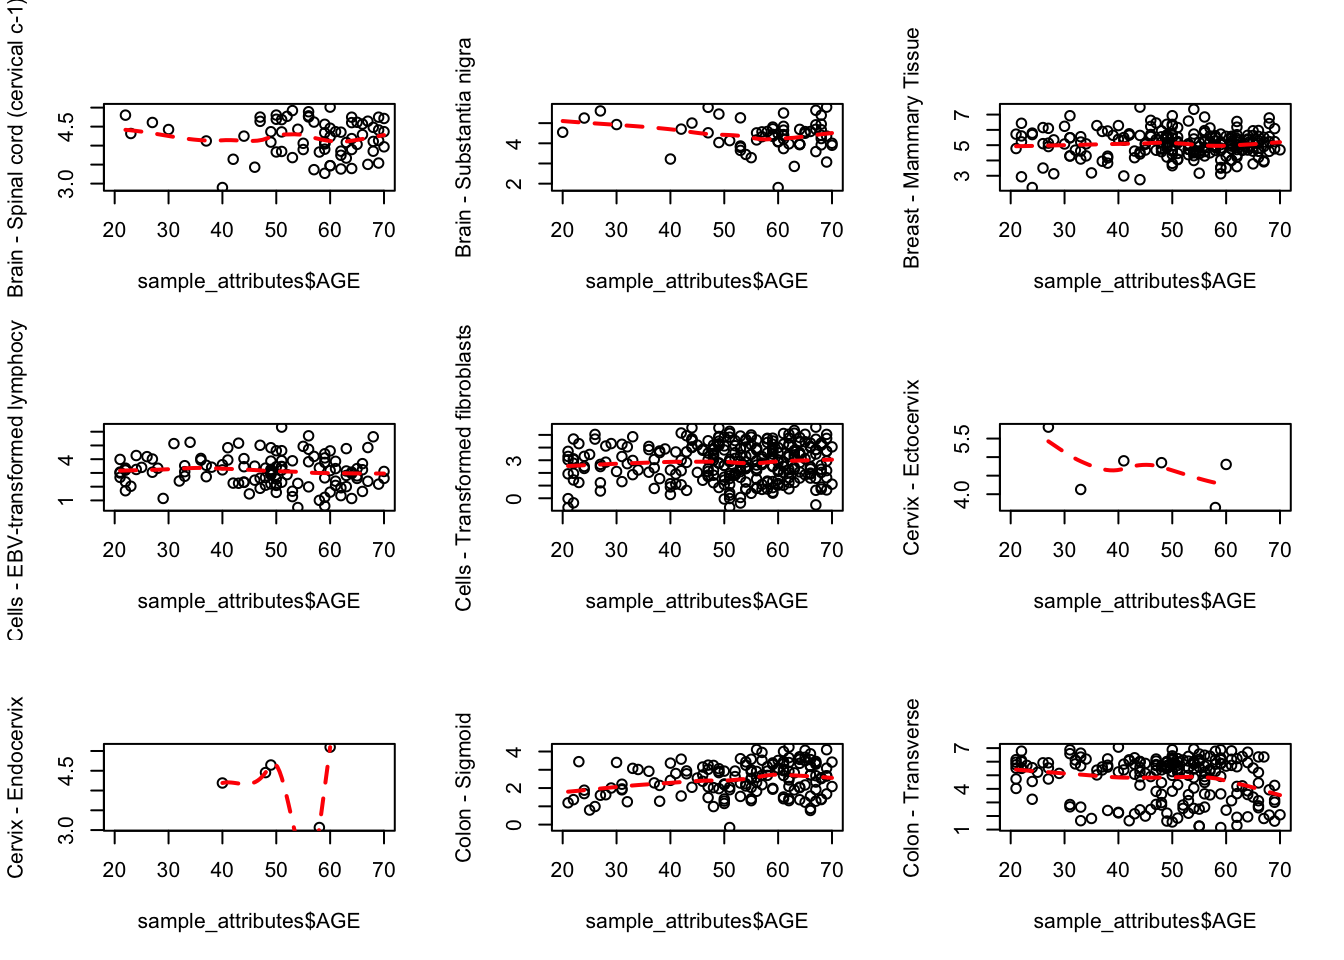 Brain - Spinal cord (cervical c-1)
3.0 4.5
20 30 40 50 60 70
sample_attributes$AGE
Brain - Substantia nigra
2 4
20 30 40 50 60 70
sample_attributes$AGE
Breast - Mammary Tissue
3 5 7
20 30 40 50 60 70
sample_attributes$AGE
Cells - EBV-transformed lymphocy
1 4
20 30 40 50 60 70
sample_attributes$AGE
Cells - Transformed fibroblasts
0 3
20 30 40 50 60 70
sample_attributes$AGE
Cervix - Ectocervix
4.0 5.5
20 30 40 50 60 70
sample_attributes$AGE
Cervix - Endocervix
3.0 4.5
20 30 40 50 60 70
sample_attributes$AGE
Colon - Sigmoid
0 2 4
20 30 40 50 60 70
sample_attributes$AGE
Colon - Transverse
1 4 7
20 30 40 50 60 70
sample_attributes$AGE